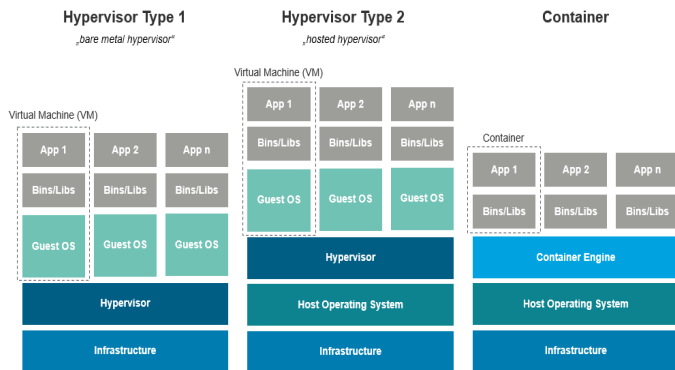 Hypervisor Type 1
„bare metal hypervisor“
Virtual Machine (VM)
App 1
App 2
App n
Bins/Libs
Bins/Libs
Bins/Libs
Guest OS
Guest OS
Guest OS
Hypervisor
Infrastructure
Hypervisor Type 2
„hosted hypervisor“
Virtual Machine (VM)
App 1
App 2
App n
Bins/Libs
Bins/Libs
Bins/Libs
Guest OS
Guest OS
Guest OS
Hypervisor
Host Operating System
Infrastructure
Container
Container
App 1
App 2
App n
Bins/Libs
Bins/Libs
Bins/Libs
Container Engine
Host Operating System
Infrastructure